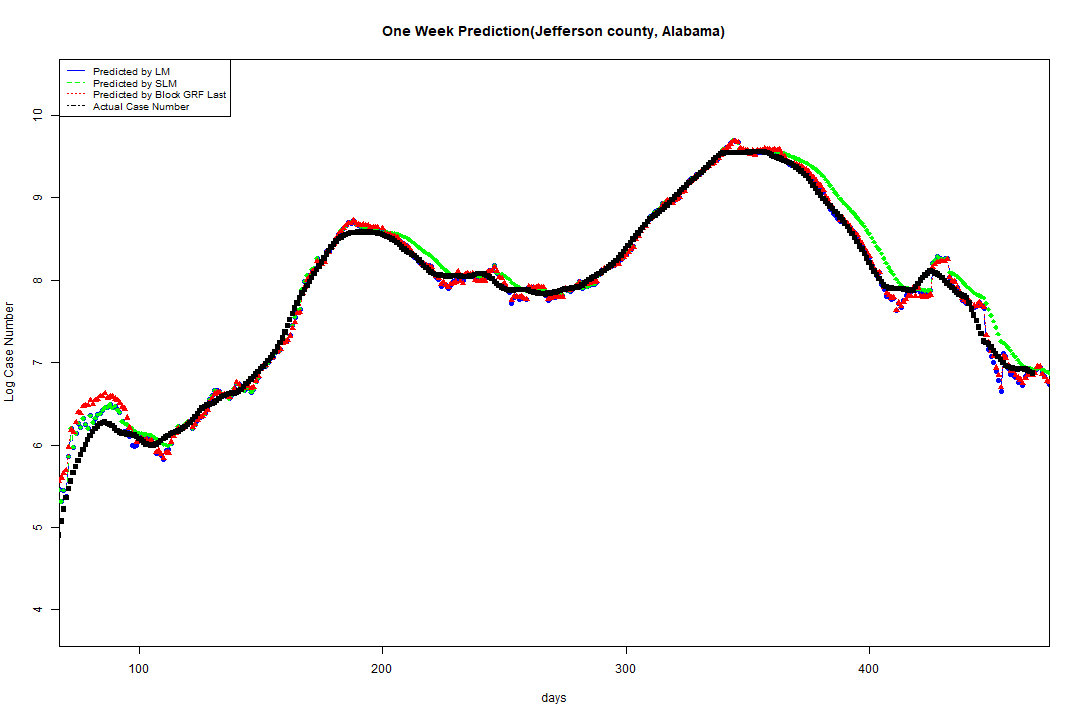 One Week Prediction(Jefferson county, Alabama)
Predicted by LM
Predicted by SLM
Predicted by Block GRF Last
Actual Case Number
10
9
8
7
6
5
4
Log Case Number
100 200 300 400
days